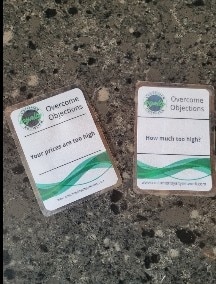 Overcome
Objections
Your prices are too high
Overcome
Objections
How much too high?